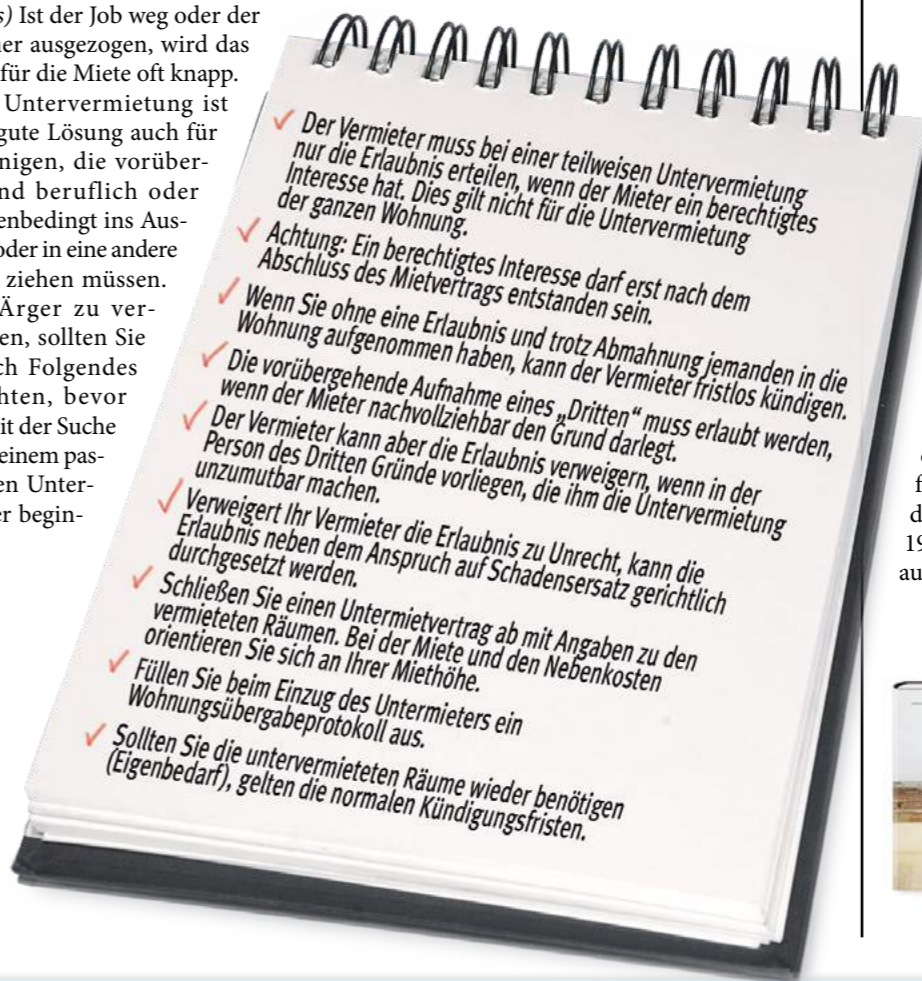 s) Ist der Job weg oder der
er ausgezogen, wird das
für die Miete oft knapp.
Untervermietung ist
gute Lösung auch für
nigen, die vorüber-
nd beruflich oder
enbedingt ins Aus-
oder in eine andere
ziehen müssen.
Ärger zu ver-
en, sollten Sie
ch Folgendes
hten, bevor
it der Suche
einem pas-
en Unter-
er begin-
Der Vermieter muss bei einer teilweisen Untervermietung
nur die Erlaubnis erteilen, wenn der Mieter ein berechtigtes
Interesse hat. Dies gilt nicht für die Untervermietung
der ganzen Wohnung.
Achtung: Ein berechtigtes Interesse darf erst nach dem
Abschluss des Mietvertrags entstanden sein.
Wenn Sie ohne eine Erlaubnis und trotz Abmahnung jemanden in die
Wohnung aufgenommen haben, kann der Vermieter fristlos kündigen.
Die vorübergehende Aufnahme eines „Dritten“ muss erlaubt werden,
wenn der Mieter nachvollziehbar den Grund darlegt.
Der Vermieter kann aber die Erlaubnis verweigern, wenn in der
Person des Dritten Gründe vorliegen, die ihm die Untervermietung
unzumutbar machen.
Verweigert Ihr Vermieter die Erlaubnis zu Unrecht, kann die
Erlaubnis neben dem Anspruch auf Schadensersatz gerichtlich
durchgesetzt werden.
Schließen Sie einen Untermietvertrag ab mit Angaben zu den
vermieteten Räumen. Bei der Miete und den Nebenkosten
orientieren Sie sich an Ihrer Miethöhe.
Füllen Sie beim Einzug des Untermieters ein
Wohnungsübergabeprotokoll aus.
Sollten Sie die untervermieteten Räume wieder benötigen
(Eigenbedarf), gelten die normalen Kündigungsfristen.
f
d
19
au